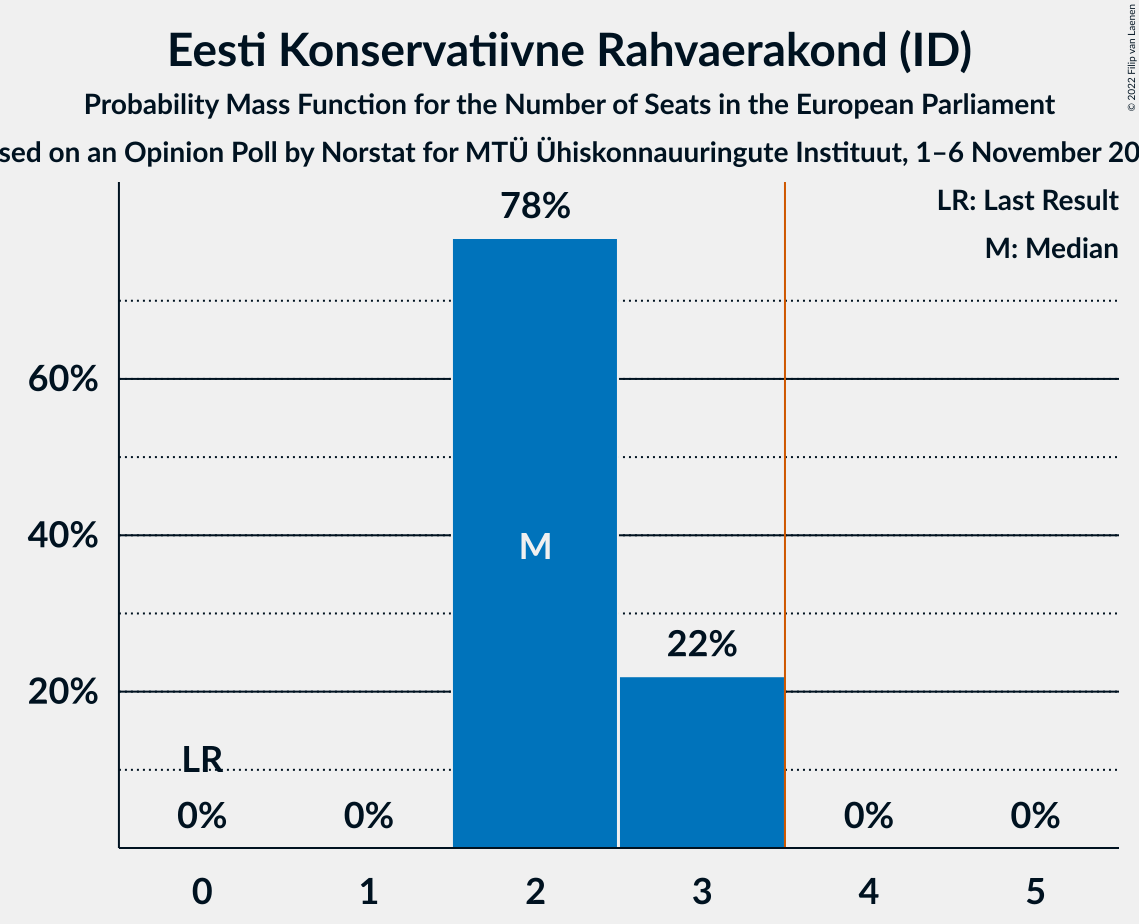 Eesti Konservatiivne Rahvaerakond (ID)
Probability Mass Function for the Number of Seats in the European Parliament
sed on an Opinion Poll by Norstat for MTÜ Ühiskonnauuringute Instituut, 1–6 November 20
© 2022 Filip van Laenen
LR: Last Result
M: Median
78%
60%
40%
M
22%
20%
LR
0% 0% 0% 0%
0 1 2 3 4 5